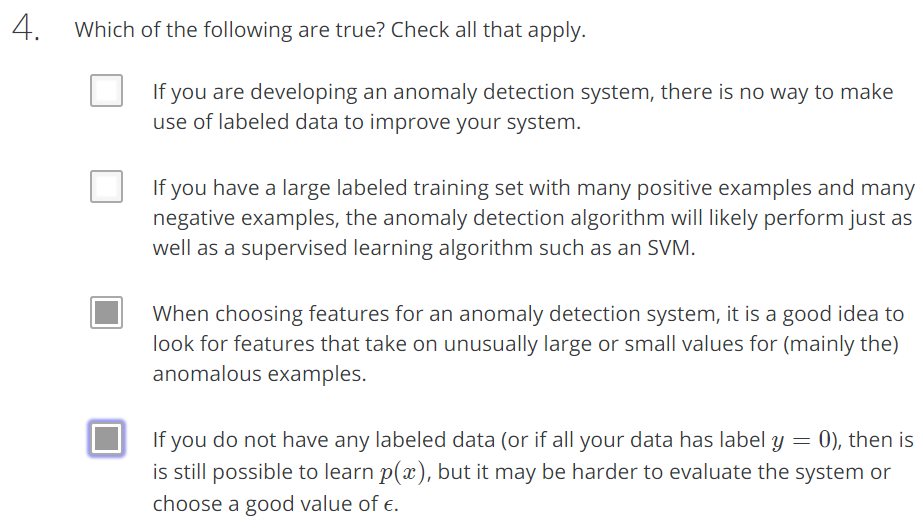 4. Which of the following are true? Check all that apply.
If you are developing an anomaly detection system, there is no way to make
use of labeled data to improve your system.
If you have a large labeled training set with many positive examples and many
negative examples, the anomaly detection algorithm will likely perform just as
well as a supervised learning algorithm such as an SVM.
When choosing features for an anomaly detection system, it is a good idea to
look for features that take on unusually large or small values for (mainly the)
anomalous examples.
If you do not have any labeled data (or if all your data has label y = 0), then is
is still possible to learn p(x), but it may be harder to evaluate the system or
choose a good value of ϵ.